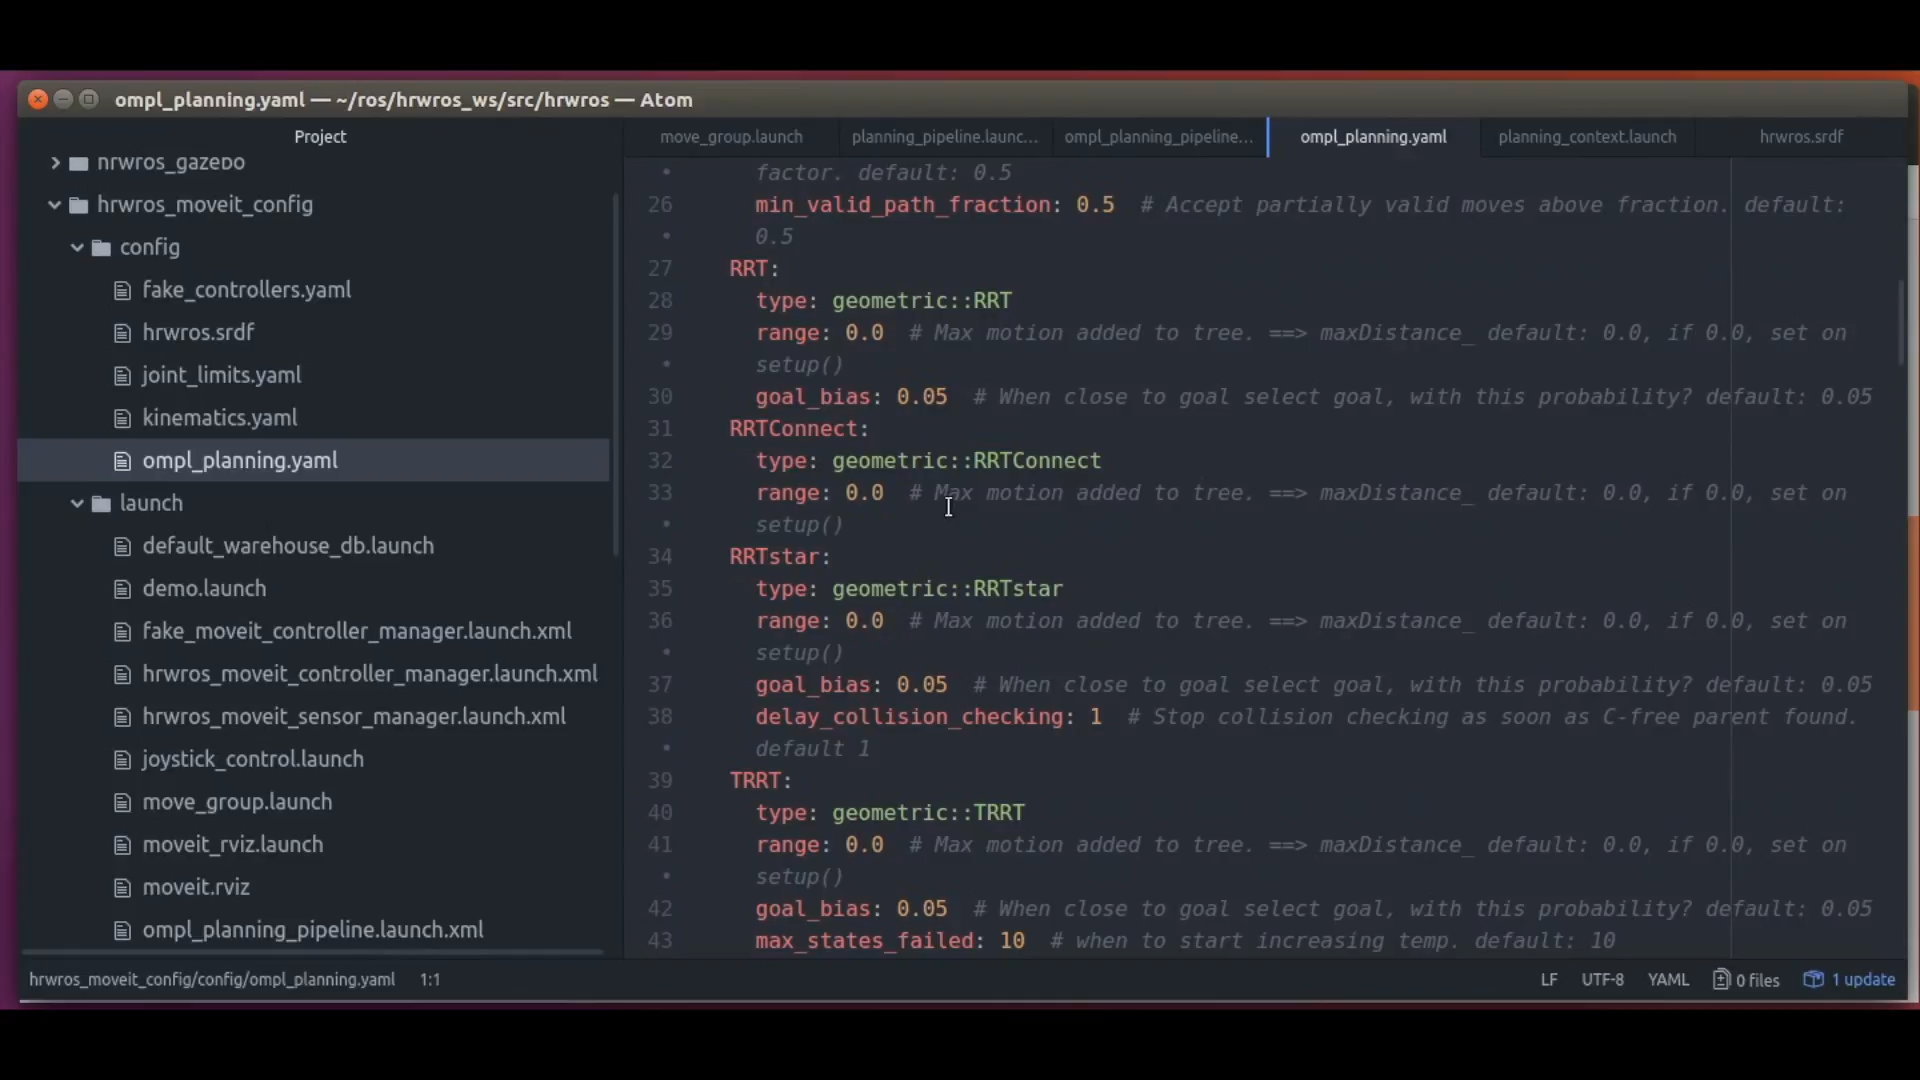 ompl_planning.yaml — ~/ros/hrwros_ws/src/hrwros — Atom
Project
nrwros_gazebo
hrwros_moveit_config
config
fake_controllers.yaml
hrwros.srdf
joint_limits.yaml
kinematics.yaml
ompl_planning.yaml
launch
default_warehouse_db.launch
demo.launch
fake_moveit_controller_manager.launch.xml
hrwros_moveit_controller_manager.launch.xml
hrwros_moveit_sensor_manager.launch.xml
joystick_control.launch
move_group.launch
moveit_rviz.launch
moveit.rviz
ompl_planning_pipeline.launch.xml
move_group.launch planning_pipeline.launc... ompl_planning_pipeline... ompl_planning.yaml planning_context.launch hrwros.srdf
• factor. default: 0.5
26 min_valid_path_fraction: 0.5 # Accept partially valid moves above fraction. default:
• 0.5
27 RRT:
28 type: geometric::RRT
29 range: 0.0 # Max motion added to tree. ==> maxDistance_ default: 0.0, if 0.0, set on
• setup()
30 goal_bias: 0.05 # When close to goal select goal, with this probability? default: 0.05
31 RRTConnect:
32 type: geometric::RRTConnect
33 range: 0.0 # Max motion added to tree. ==> maxDistance_ default: 0.0, if 0.0, set on
• setup()
34 RRTstar:
35 type: geometric::RRTstar
36 range: 0.0 # Max motion added to tree. ==> maxDistance_ default: 0.0, if 0.0, set on
• setup()
37 goal_bias: 0.05 # When close to goal select goal, with this probability? default: 0.05
38 delay_collision_checking: 1 # Stop collision checking as soon as C-free parent found.
• default 1
39 TRRT:
40 type: geometric::TRRT
41 range: 0.0 # Max motion added to tree. ==> maxDistance_ default: 0.0, if 0.0, set on
• setup()
42 goal_bias: 0.05 # When close to goal select goal, with this probability? default: 0.05
43 max_states_failed: 10 # when to start increasing temp. default: 10
hrwros_moveit_config/config/ompl_planning.yaml 1:1 LF UTF-8 YAML 0 files 1 update